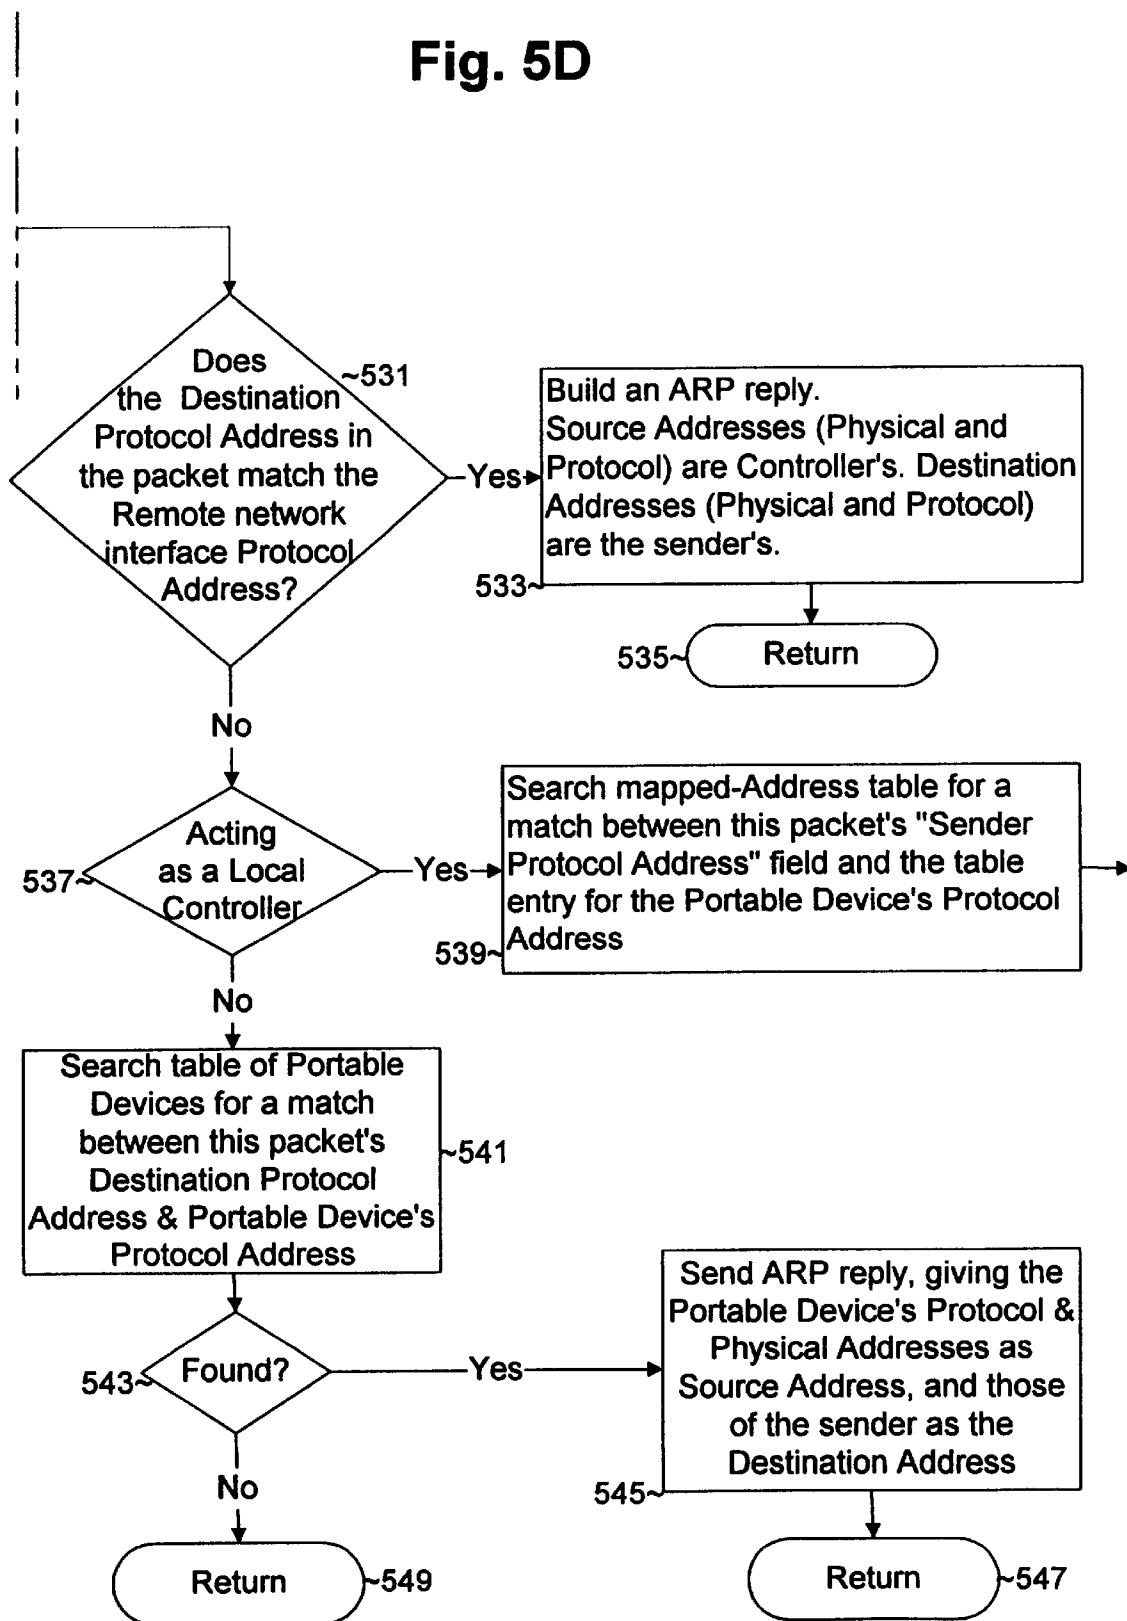 Fig. 5D
Does
the Destination
Protocol Address in
the packet match the
Remote network
interface Protocol
Address?
~531
Yes
Build an ARP reply.
Source Addresses (Physical and
Protocol) are Controller's. Destination
Addresses (Physical and Protocol)
are the sender's.
533~
535~
Return
No
Acting
as a Local
Controller
537~
Yes
Search mapped-Address table for a
match between this packet's "Sender
Protocol Address" field and the table
entry for the Portable Device's Protocol
Address
539~
No
Search table of Portable
Devices for a match
between this packet's
Destination Protocol
Address & Portable Device's
Protocol Address
~541
Found?
543~
Yes
Send ARP reply, giving the
Portable Device's Protocol &
Physical Addresses as
Source Address, and those
of the sender as the
Destination Address
545~
No
Return
~549
Return
~547